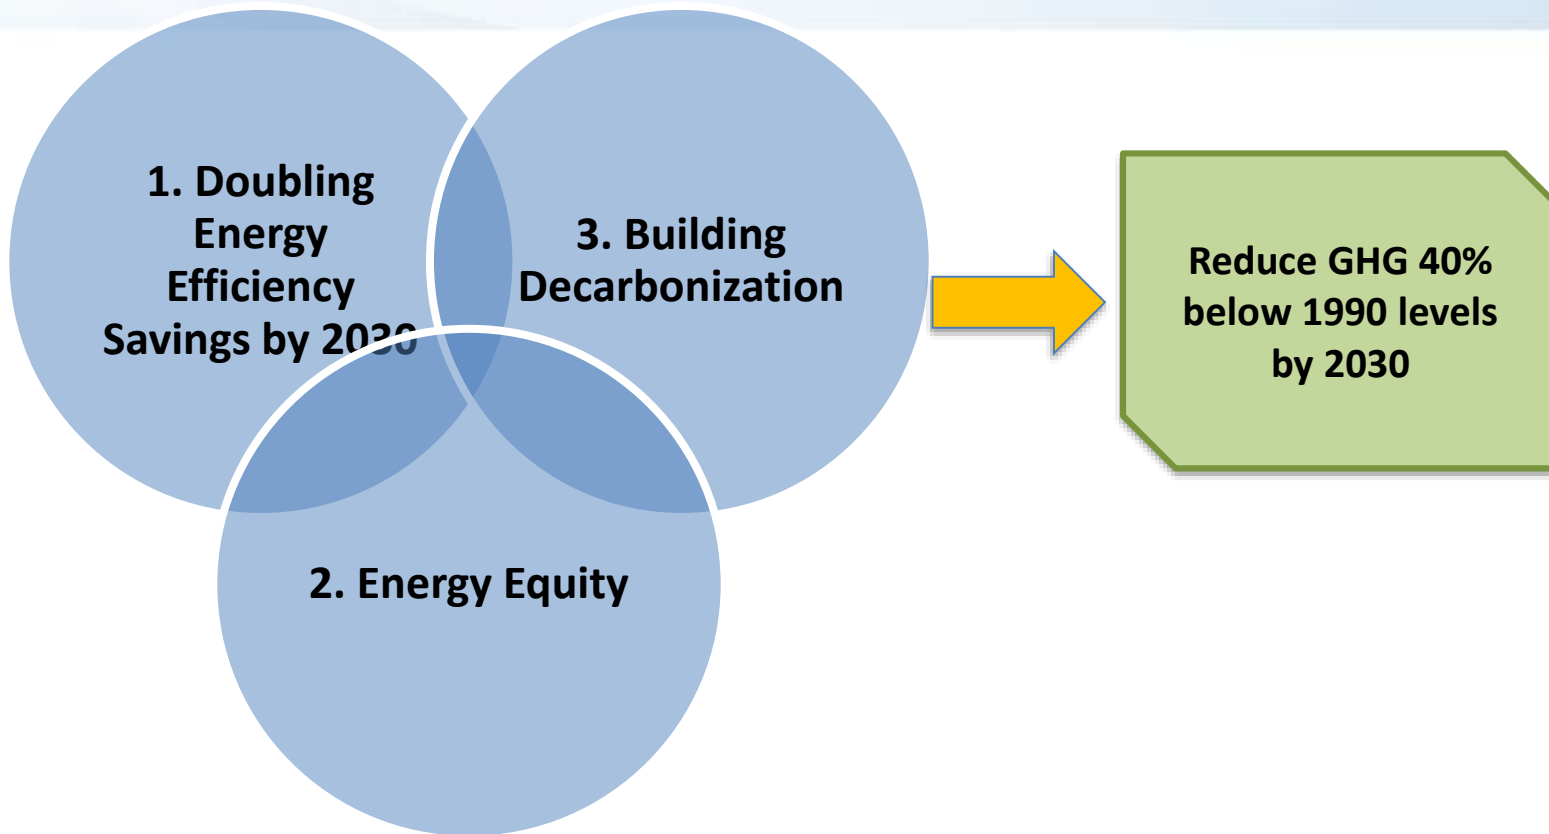 1. Doubling
Energy
Efficiency
Savings by 2030
3. Building
Decarbonization
2. Energy Equity
Reduce GHG 40%
below 1990 levels
by 2030